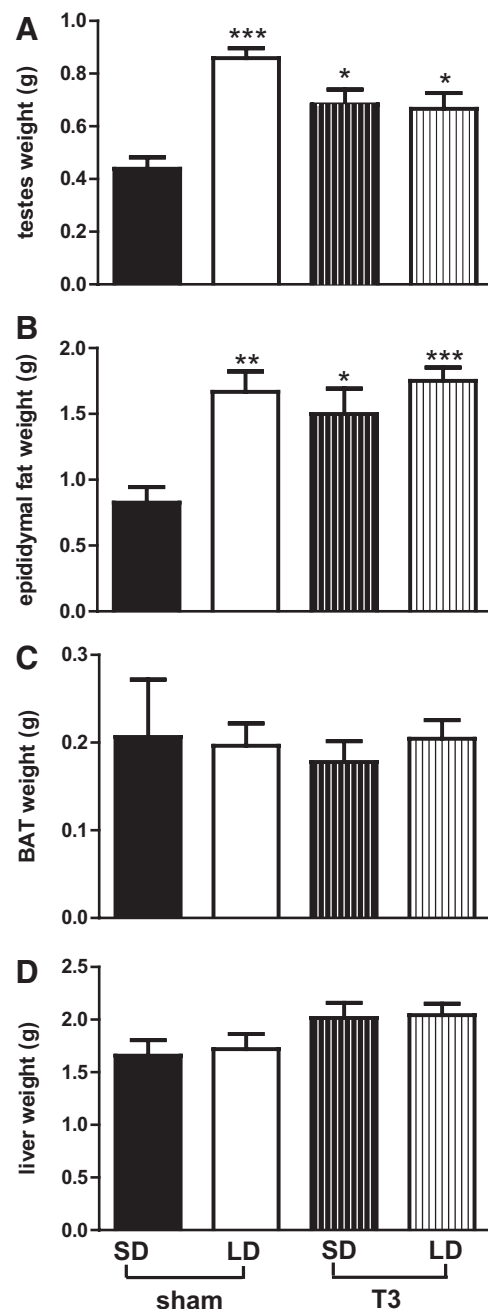 A
testes weight (g)
1.0
0.8
0.6
0.4
0.2
0.0
***
*
*
B
epididymal fat weight (g)
2.0
1.5
1.0
0.5
0.0
**
*
***
C
BAT weight (g)
0.3
0.2
0.1
0.0
D
liver weight (g)
2.5
2.0
1.5
1.0
0.5
0.0
SD LD SD LD
sham T3